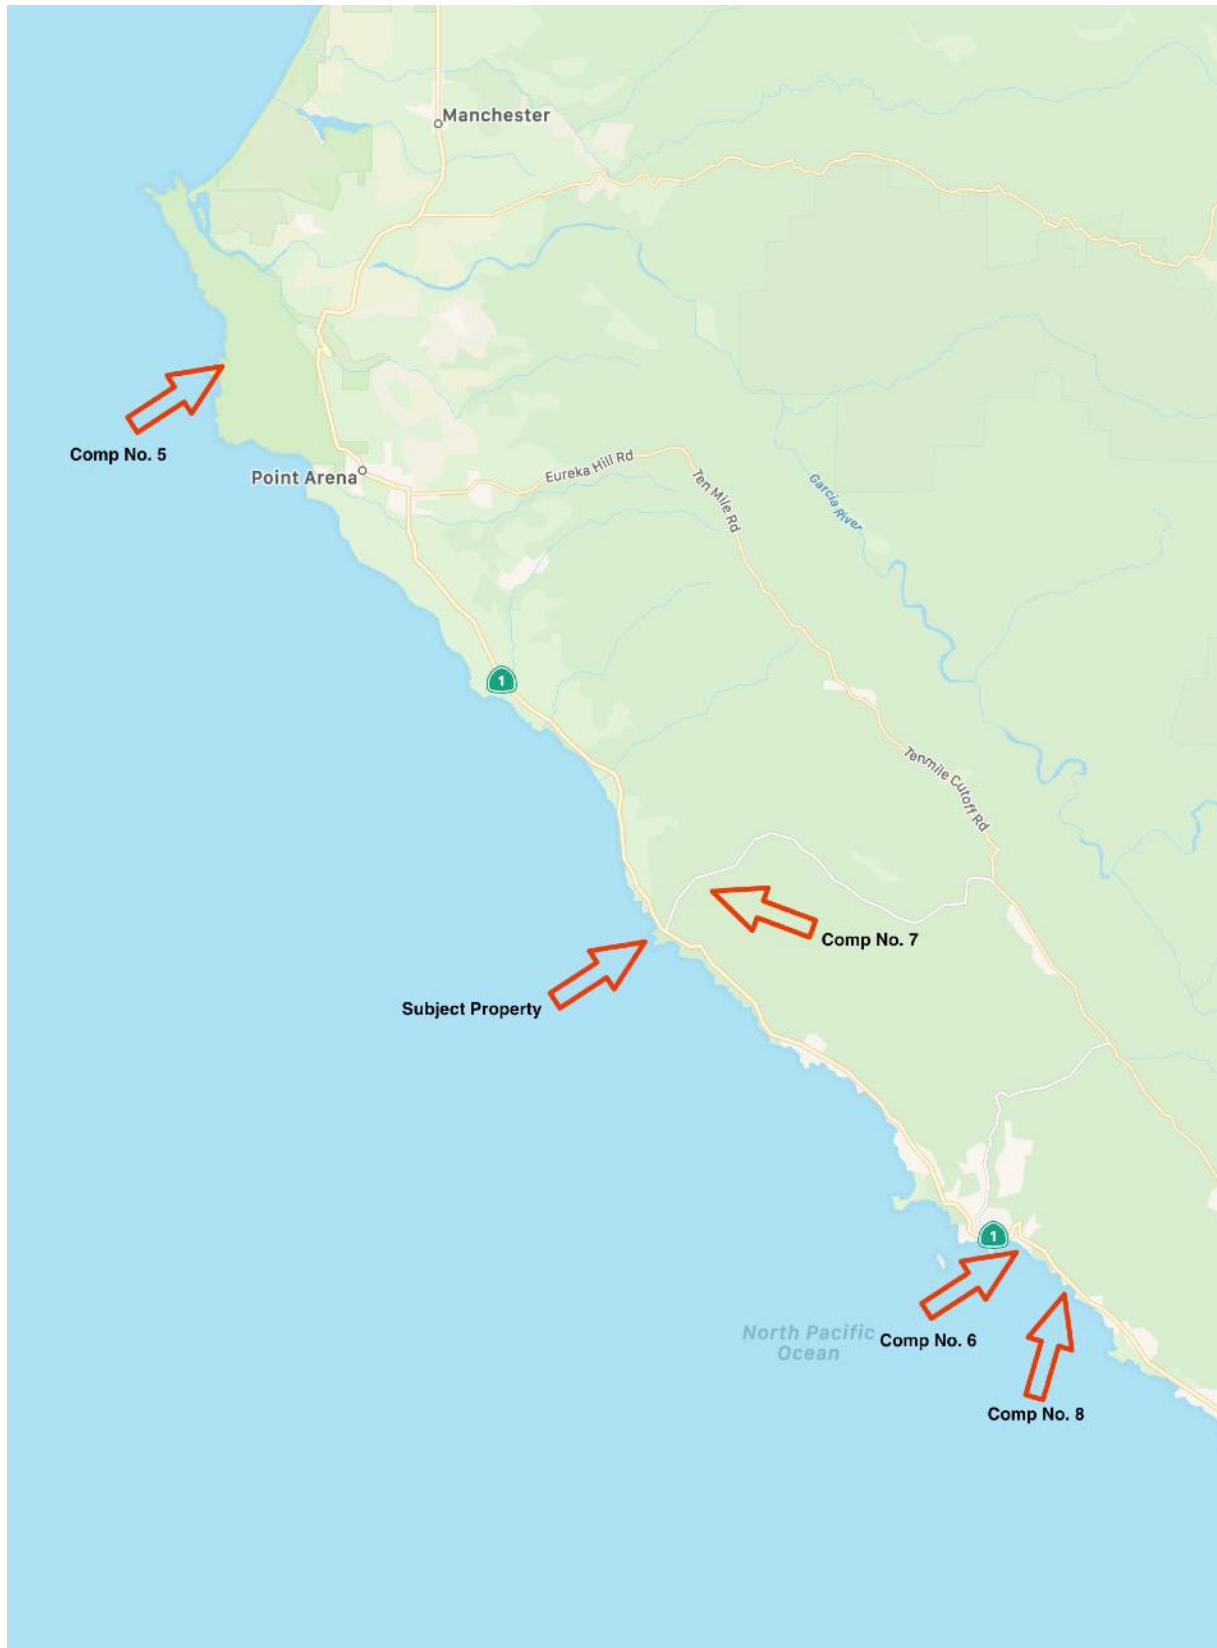 Manchester
Comp No. 5
Point Arena
Eureka Hill Rd
Ten Mile Rd
Garcia River
1
Tenmile Cutoff Rd
Comp No. 7
Subject Property
1
North Pacific
Ocean
Comp No. 6
Comp No. 8